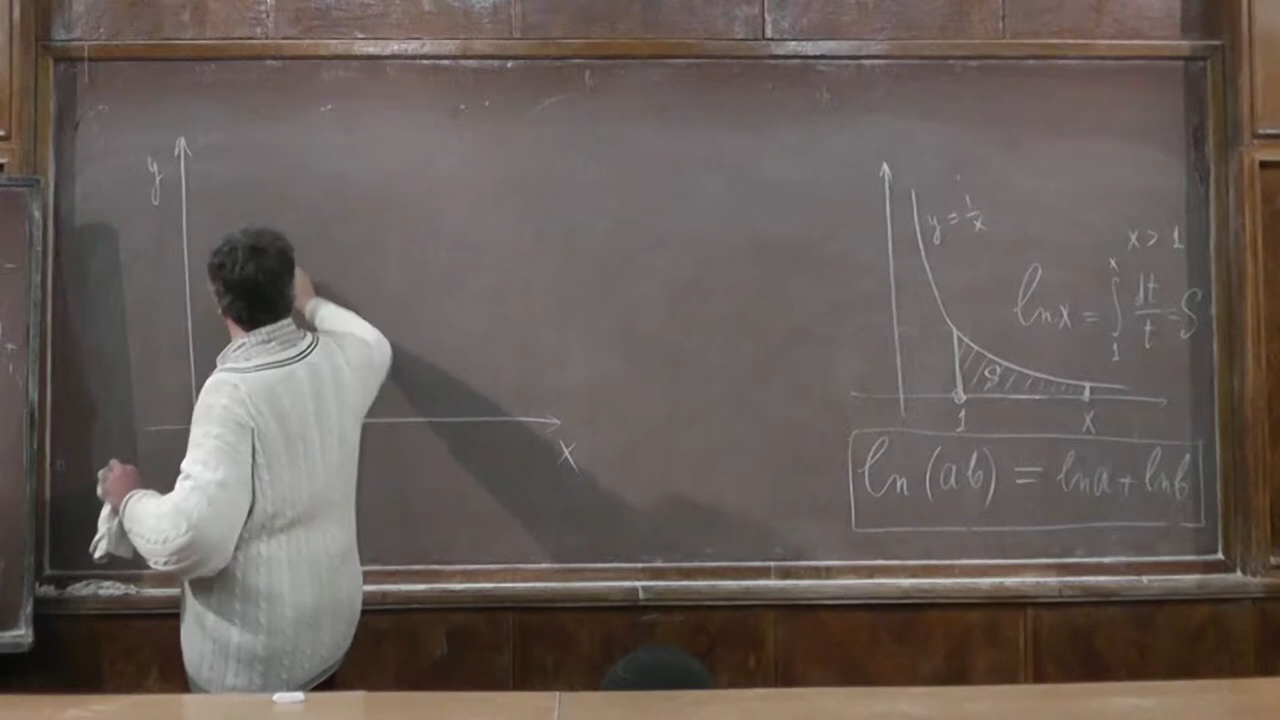 y
x
y = 1/x
x > 1
ln x = ∫₁ˣ dt/t = S
S
1 x
ln (ab) = ln a + ln b